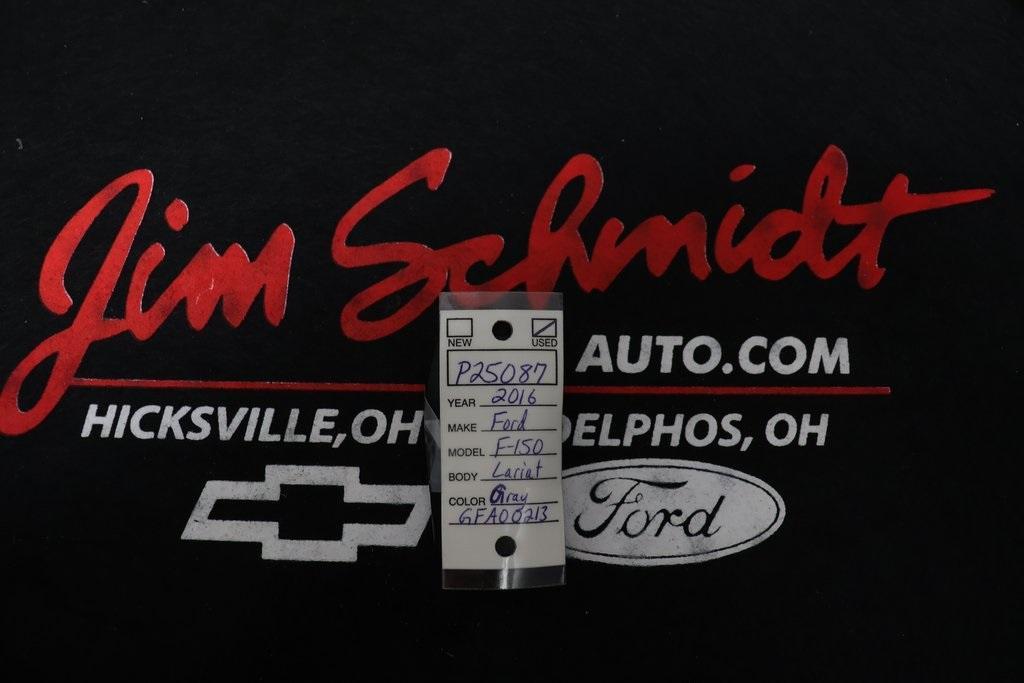 Jim Schmidt
AUTO.COM
HICKSVILLE, OH DELPHOS, OH
Ford
NEW USED
P25087
YEAR 2016
MAKE Ford
MODEL F-150
BODY Lariat
COLOR Gray
GFA00213